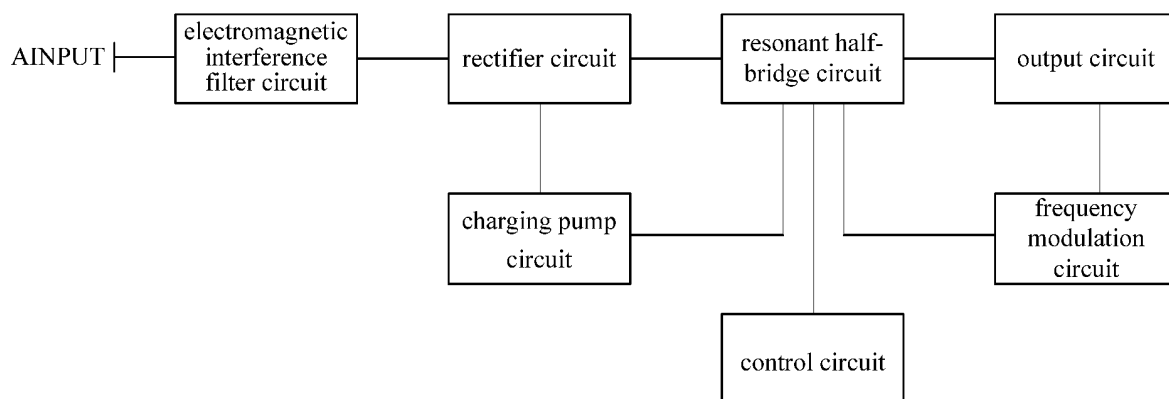 AINPUT
electromagnetic
interference
filter circuit
rectifier circuit
resonant half-
bridge circuit
output circuit
charging pump
circuit
frequency
modulation
circuit
control circuit